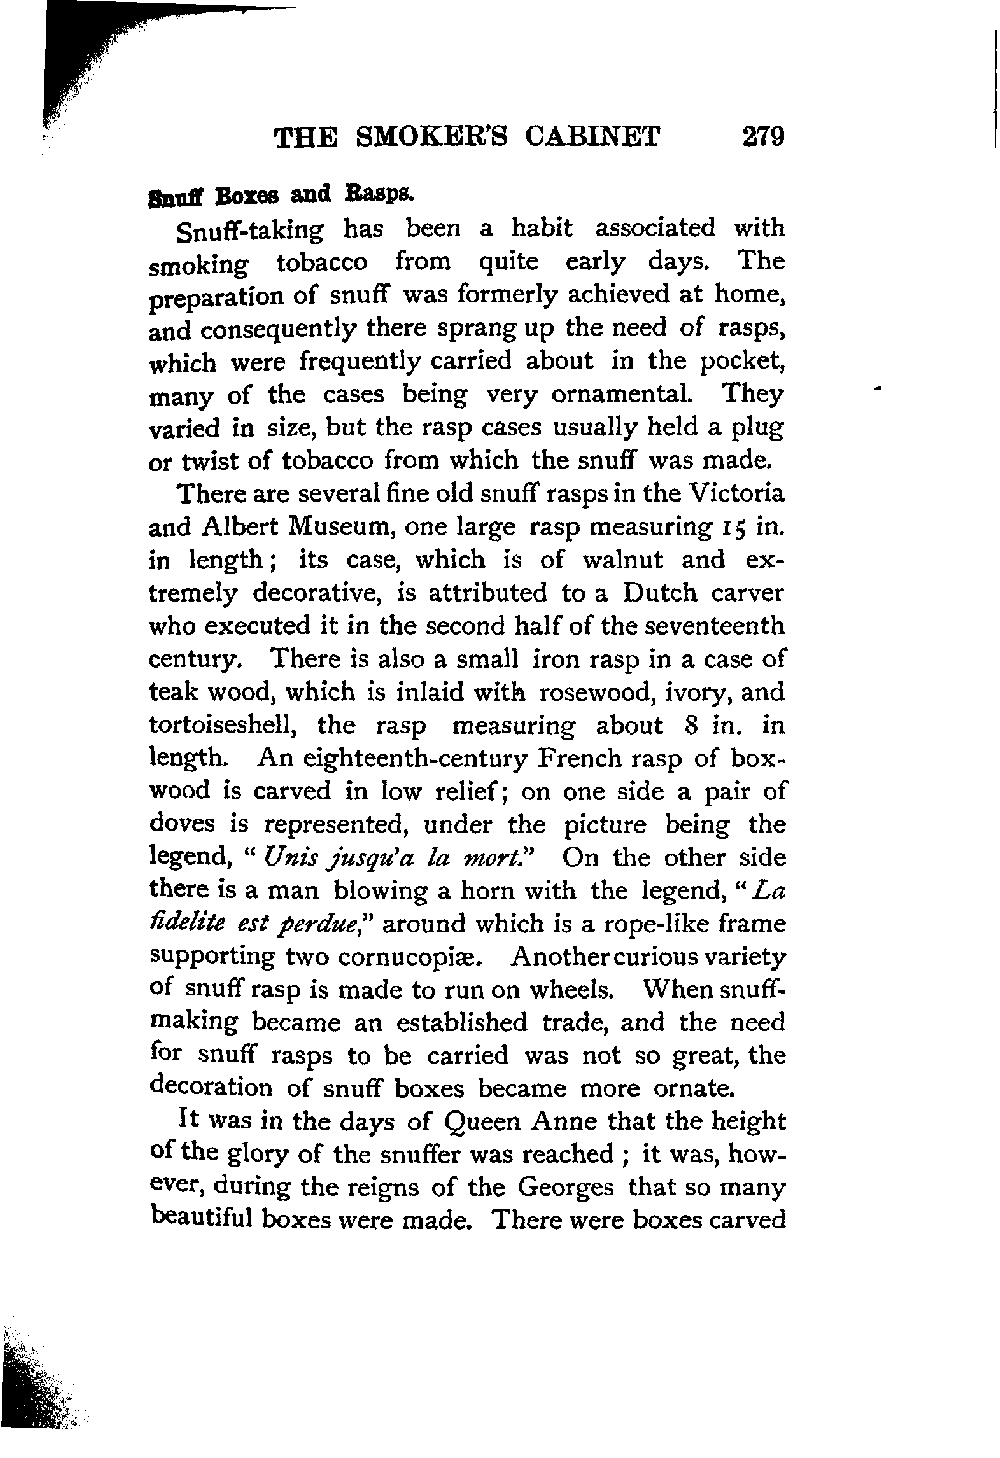 THE SMOKER'S CABINET 279
Snuff Boxes and Rasps.
Snuff-taking has been a habit associated with
smoking tobacco from quite early days. The
preparation of snuff was formerly achieved at home,
and consequently there sprang up the need of rasps,
which were frequently carried about in the pocket,
many of the cases being very ornamental. They
varied in size, but the rasp cases usually held a plug
or twist of tobacco from which the snuff was made.
There are several fine old snuff rasps in the Victoria
and Albert Museum, one large rasp measuring 15 in.
in length; its case, which is of walnut and ex-
tremely decorative, is attributed to a Dutch carver
who executed it in the second half of the seventeenth
century. There is also a small iron rasp in a case of
teak wood, which is inlaid with rosewood, ivory, and
tortoiseshell, the rasp measuring about 8 in. in
length. An eighteenth-century French rasp of box-
wood is carved in low relief; on one side a pair of
doves is represented, under the picture being the
legend, "Unis jusqu'a la mort." On the other side
there is a man blowing a horn with the legend, "La
fidelite est perdue," around which is a rope-like frame
supporting two cornucopiæ. Another curious variety
of snuff rasp is made to run on wheels. When snuff-
making became an established trade, and the need
for snuff rasps to be carried was not so great, the
decoration of snuff boxes became more ornate.
It was in the days of Queen Anne that the height
of the glory of the snuffer was reached; it was, how-
ever, during the reigns of the Georges that so many
beautiful boxes were made. There were boxes carved